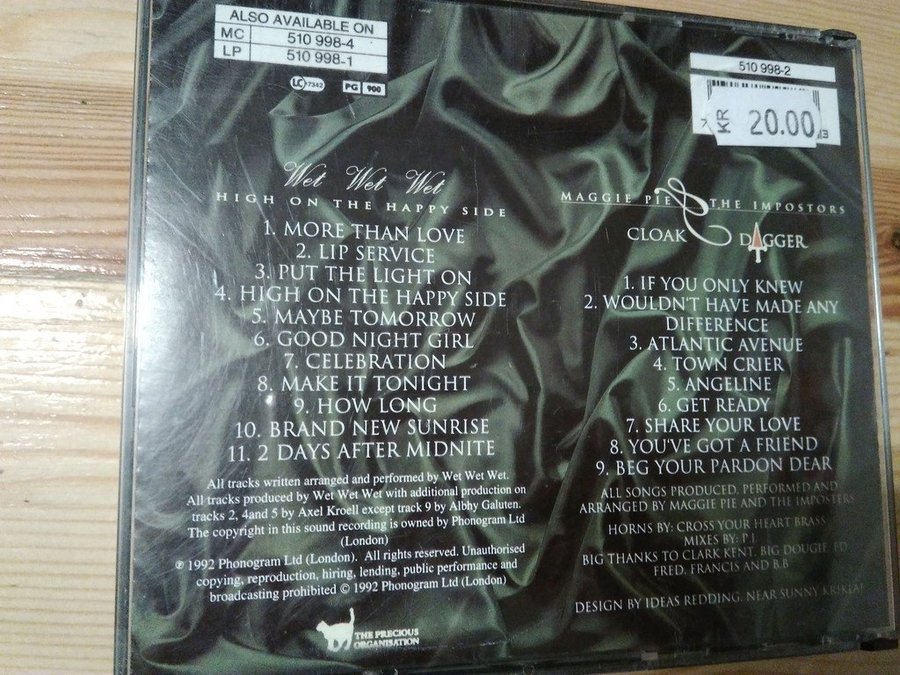 ALSO AVAILABLE ON
MC 510 998-4
LP 510 998-1
LC 7342
PG 900
510 998-2
KR 20.00
3
Wet Wet Wet
HIGH ON THE HAPPY SIDE
1. MORE THAN LOVE
2. LIP SERVICE
3. PUT THE LIGHT ON
4. HIGH ON THE HAPPY SIDE
5. MAYBE TOMORROW
6. GOOD NIGHT GIRL
7. CELEBRATION
8. MAKE IT TONIGHT
9. HOW LONG
10. BRAND NEW SUNRISE
11. 2 DAYS AFTER MIDNITE
All tracks written arranged and performed by Wet Wet Wet.
All tracks produced by Wet Wet Wet with additional production on
tracks 2, 4and 5 by Axel Kroell except track 9 by Albhy Galuten.
The copyright in this sound recording is owned by Phonogram Ltd
(London)
℗ 1992 Phonogram Ltd (London). All rights reserved. Unauthorised
copying, reproduction, hiring, lending, public performance and
broadcasting prohibited © 1992 Phonogram Ltd (London)
THE PRECIOUS
ORGANISATION
MAGGIE PIE & THE IMPOSTORS
CLOAK & DAGGER
1. IF YOU ONLY KNEW
2. WOULDN'T HAVE MADE ANY
DIFFERENCE
3. ATLANTIC AVENUE
4. TOWN CRIER
5. ANGELINE
6. GET READY
7. SHARE YOUR LOVE
8. YOU'VE GOT A FRIEND
9. BEG YOUR PARDON DEAR
ALL SONGS PRODUCED, PERFORMED AND
ARRANGED BY MAGGIE PIE AND THE IMPOSTERS
HORNS BY: CROSS YOUR HEART BRASS
MIXES BY: P I
BIG THANKS TO CLARK KENT, BIG DOUGIE, ED
FRED, FRANCIS AND B.B
DESIGN BY IDEAS REDDING, NEAR SUNNY